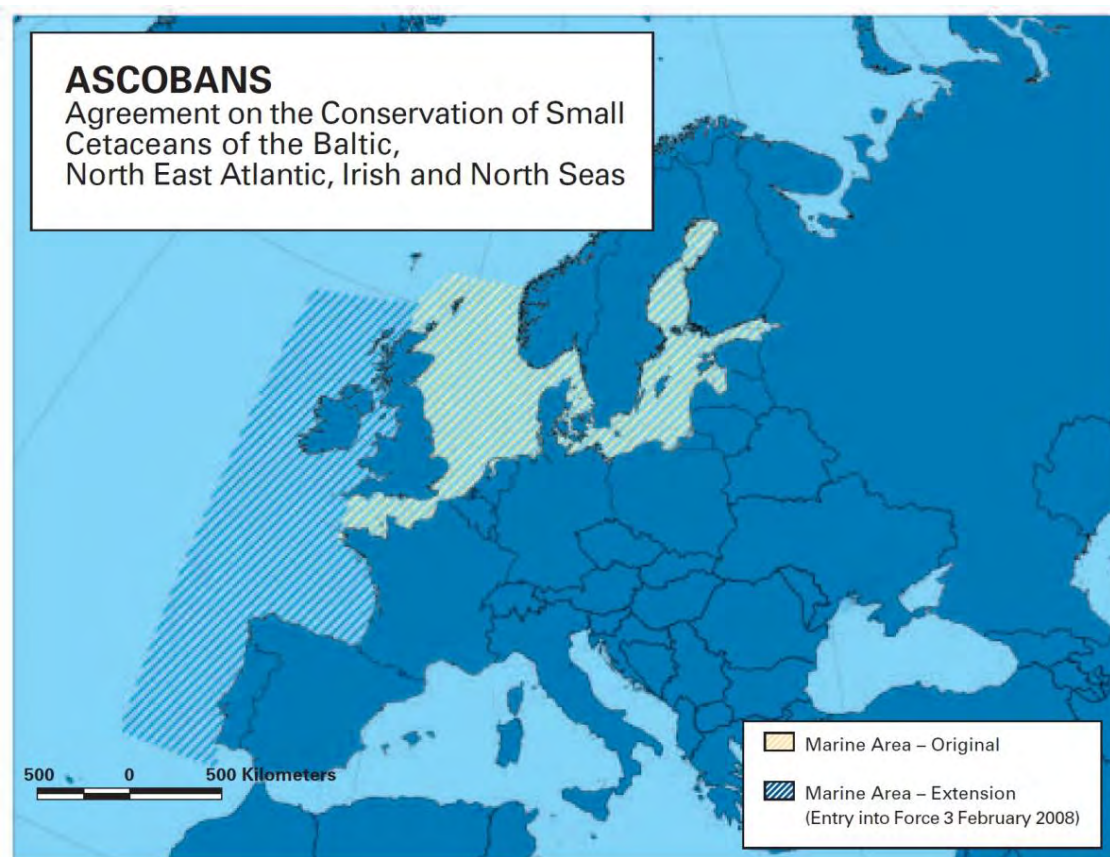 ASCOBANS
Agreement on the Conservation of Small
Cetaceans of the Baltic,
North East Atlantic, Irish and North Seas
500 0 500 Kilometers
Marine Area – Original
Marine Area – Extension
(Entry into Force 3 February 2008)